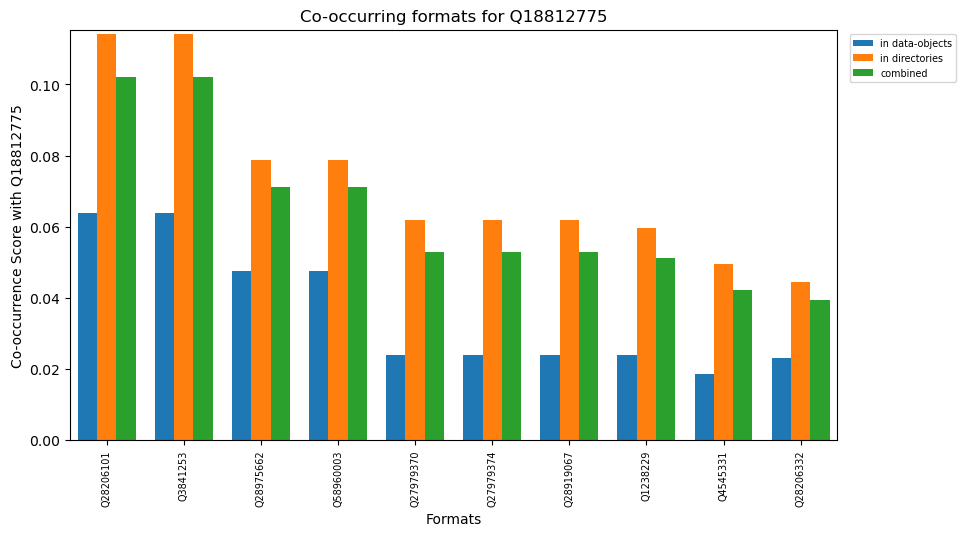 Co-occurring formats for Q18812775
in data-objects
in directories
combined
Co-occurrence Score with Q18812775
0.10
0.08
0.06
0.04
0.02
0.00
Q28206101
Q3841253
Q28975662
Q58960003
Q27979370
Q27979374
Q28919067
Q1238229
Q4545331
Q28206332
Formats